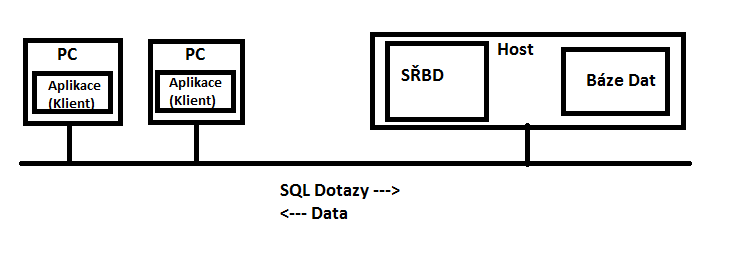 PC
Aplikace
(Klient)
PC
Aplikace
(Klient)
Host
SŘBD
Báze Dat
SQL Dotazy --->
<--- Data